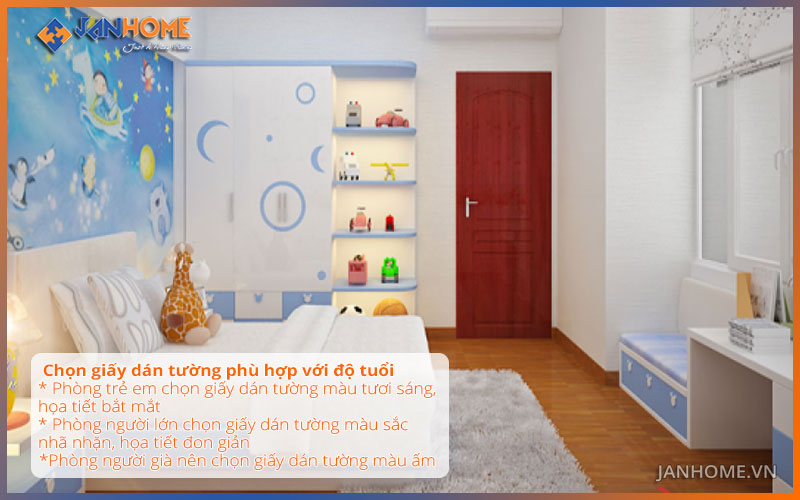 JANHOME
Chọn giấy dán tường phù hợp với độ tuổi
* Phòng trẻ em chọn giấy dán tường màu tươi sáng,
họa tiết bắt mắt
* Phòng người lớn chọn giấy dán tường màu sắc
nhã nhặn, họa tiết đon giản
*Phòng người già nên chọn giấy dán tường màu ấm
JANHOME.VN